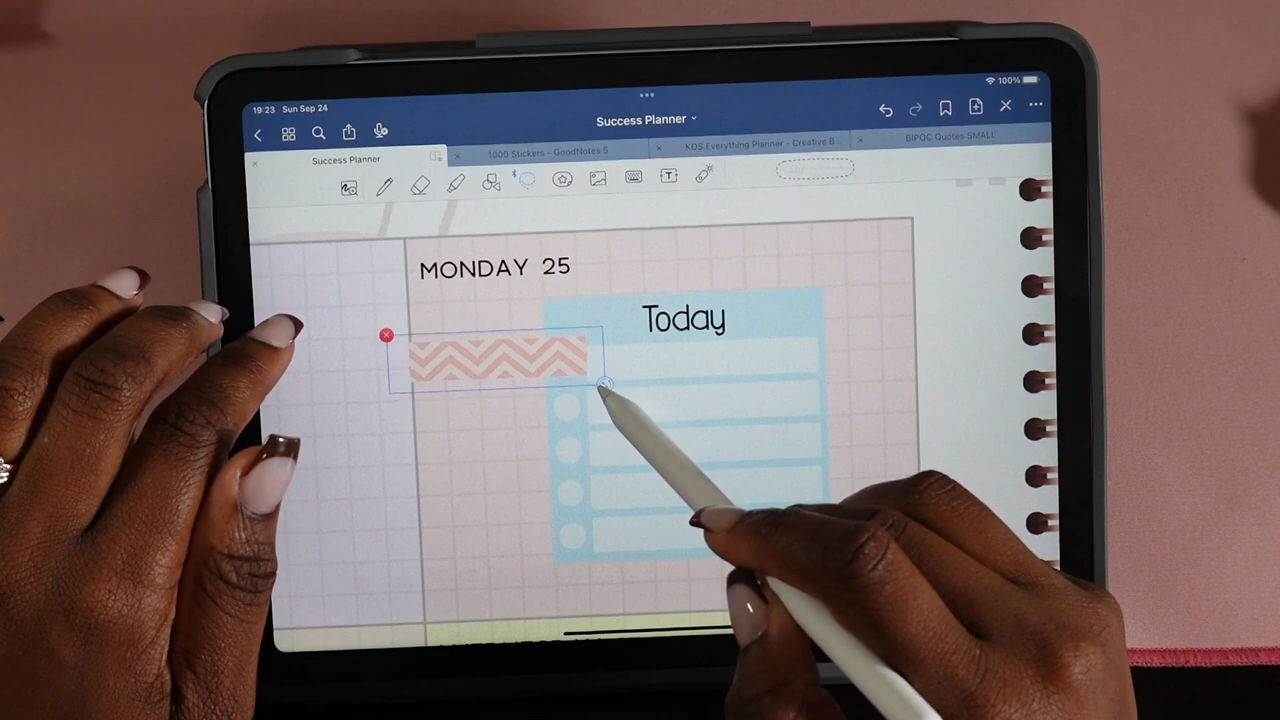 19:23 Sun Sep 24
100%
Success Planner
Success Planner
1000 Stickers - GoodNotes 5
KDS Everything Planner - Creative B...
BIPOC Quotes SMALL
T
MONDAY 25
Today